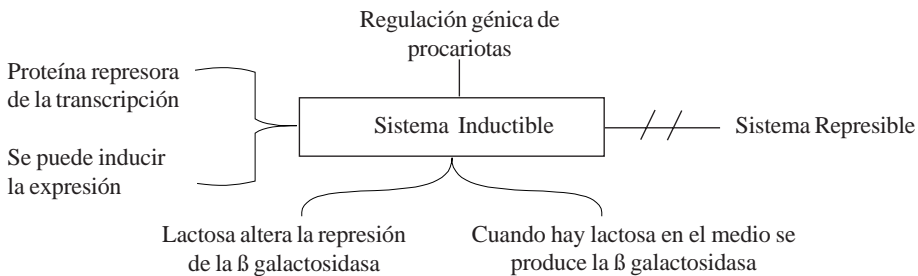 Regulación génica de
procariotas
Proteína represora
de la transcripción
Se puede inducir
la expresión
Sistema Inductible
Sistema Represible
Lactosa altera la represión
de la ß galactosidasa
Cuando hay lactosa en el medio se
produce la ß galactosidasa